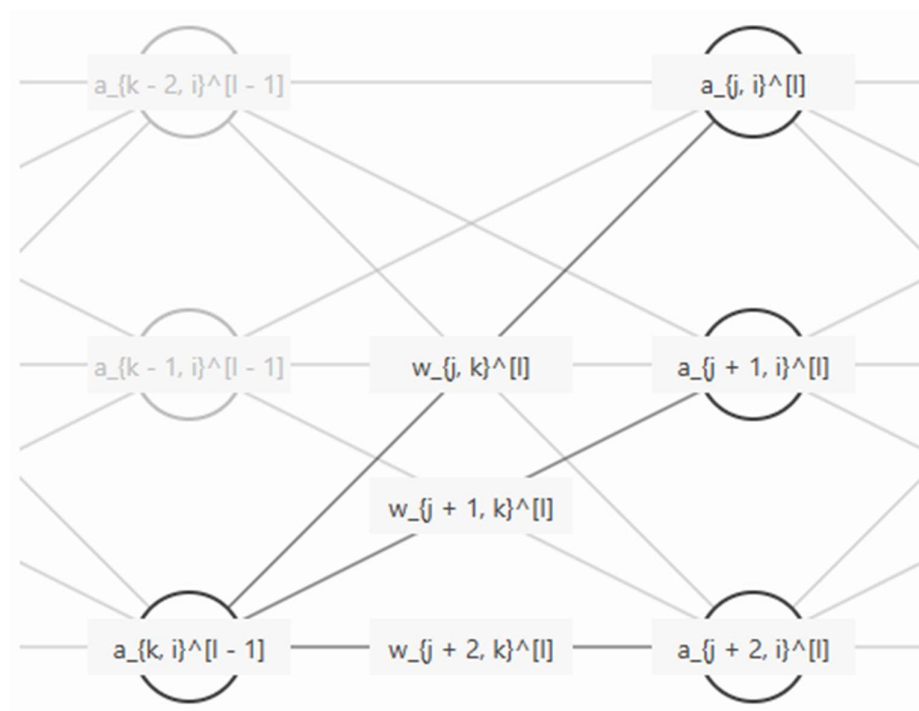 a_{k - 2, i}^[l - 1]
a_{j, i}^[l]
a_{k - 1, i}^[l - 1]
w_{j, k}^[l]
a_{j + 1, i}^[l]
w_{j + 1, k}^[l]
a_{k, i}^[l - 1]
w_{j + 2, k}^[l]
a_{j + 2, i}^[l]